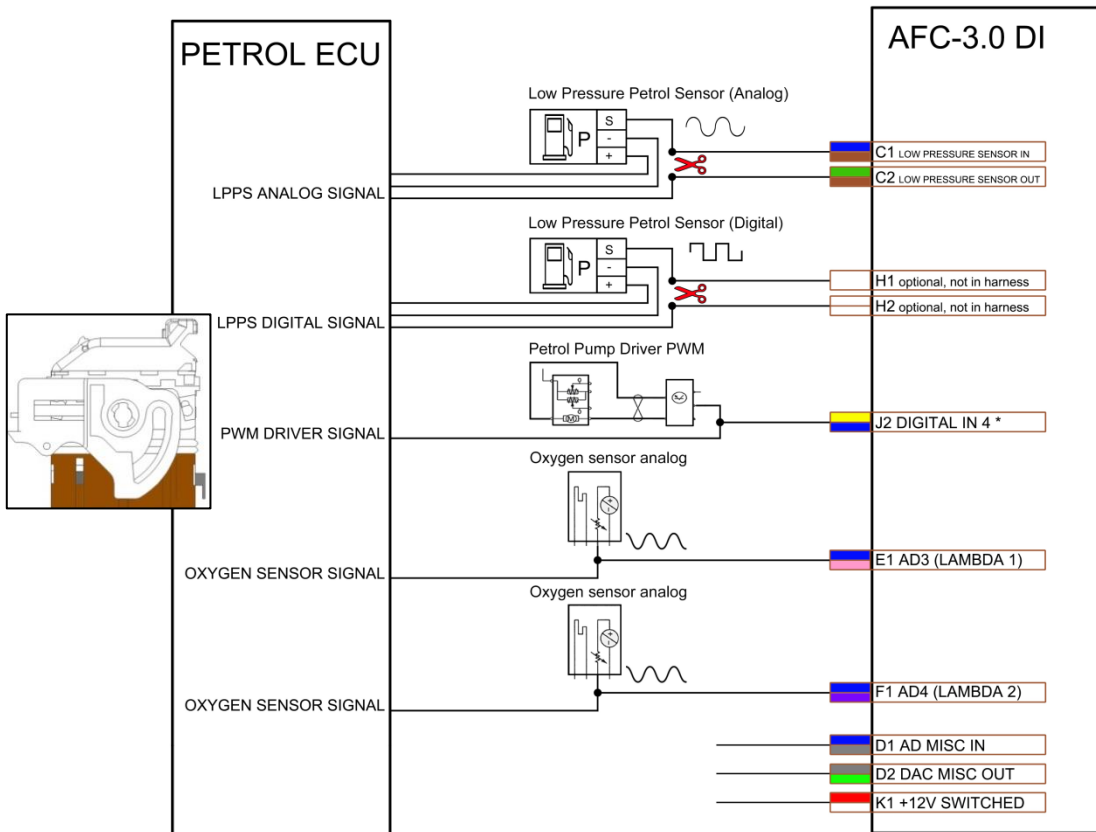 PETROL ECU
AFC-3.0 DI
Low Pressure Petrol Sensor (Analog)
S
P
-
+
C1 LOW PRESSURE SENSOR IN
C2 LOW PRESSURE SENSOR OUT
LPPS ANALOG SIGNAL
Low Pressure Petrol Sensor (Digital)
S
P
-
+
H1 optional, not in harness
H2 optional, not in harness
LPPS DIGITAL SIGNAL
Petrol Pump Driver PWM
J2 DIGITAL IN 4 *
PWM DRIVER SIGNAL
Oxygen sensor analog
E1 AD3 (LAMBDA 1)
OXYGEN SENSOR SIGNAL
Oxygen sensor analog
F1 AD4 (LAMBDA 2)
OXYGEN SENSOR SIGNAL
D1 AD MISC IN
D2 DAC MISC OUT
K1 +12V SWITCHED